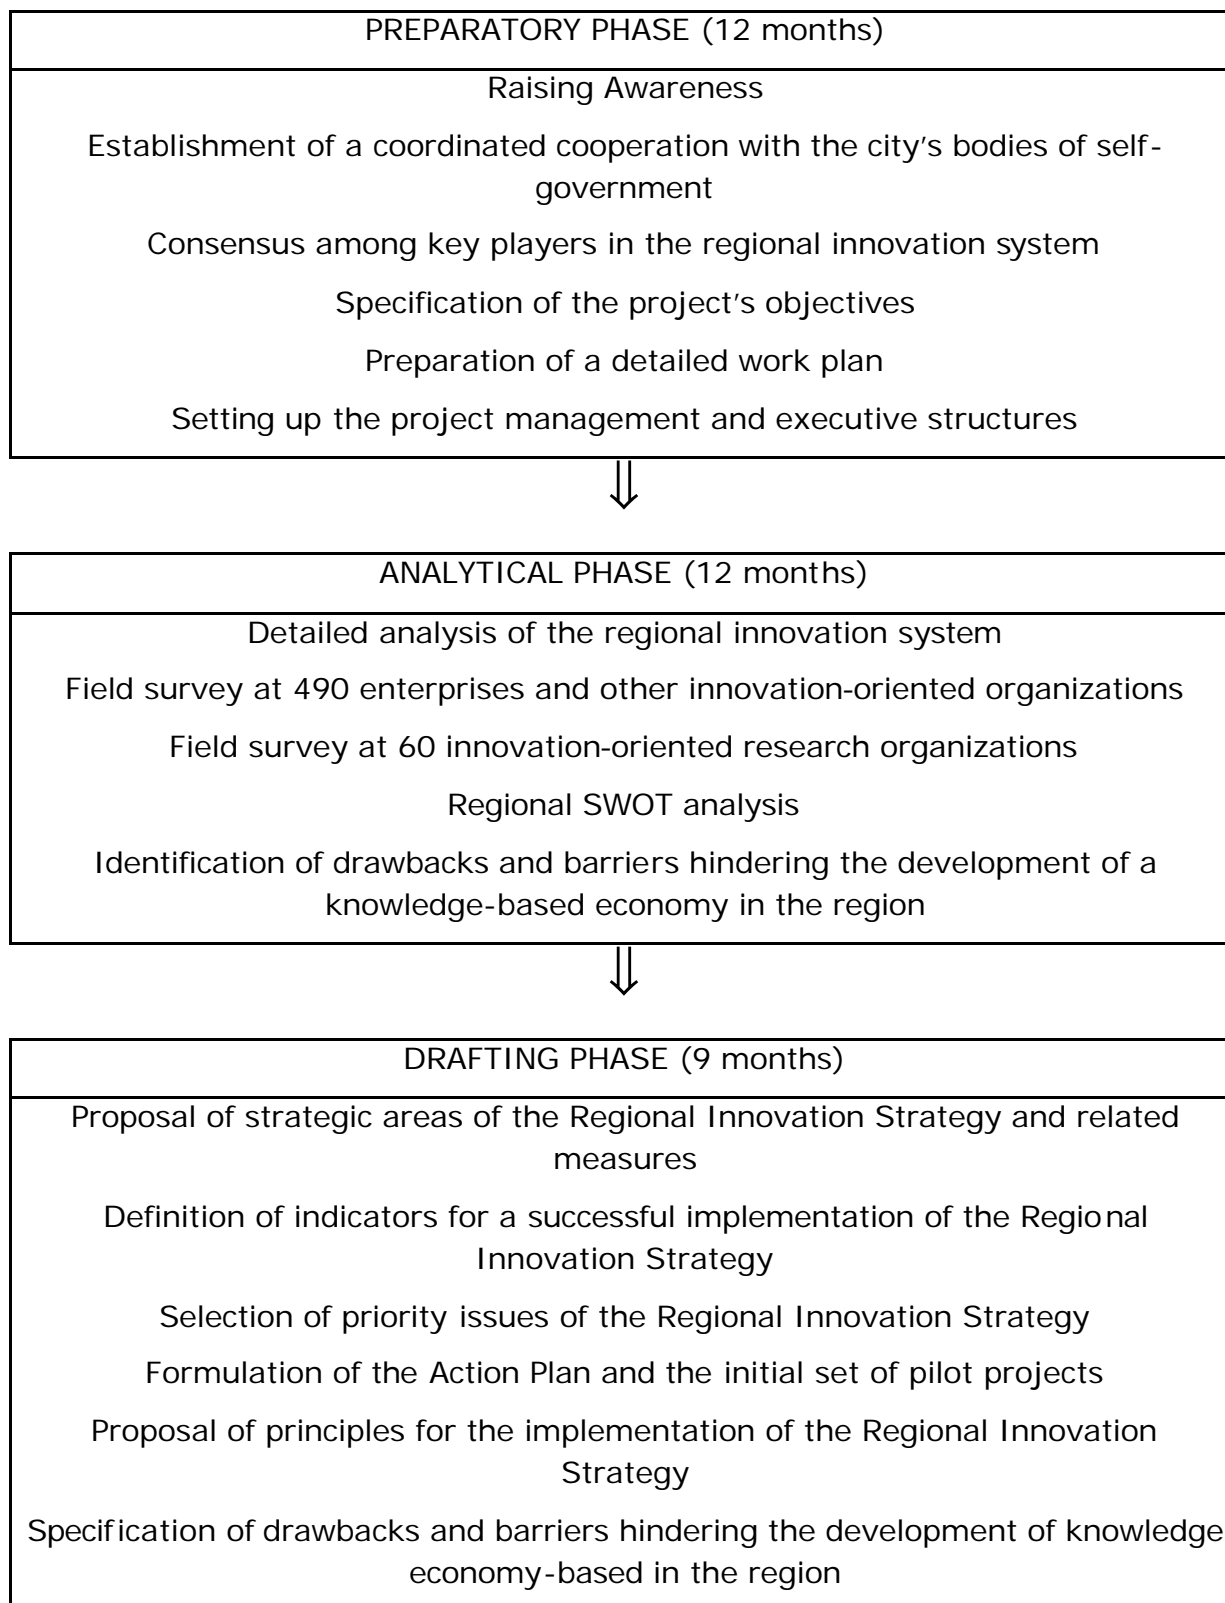 PREPARATORY PHASE (12 months)
Raising Awareness
Establishment of a coordinated cooperation with the city's bodies of self-
government
Consensus among key players in the regional innovation system
Specification of the project's objectives
Preparation of a detailed work plan
Setting up the project management and executive structures
⇓
ANALYTICAL PHASE (12 months)
Detailed analysis of the regional innovation system
Field survey at 490 enterprises and other innovation-oriented organizations
Field survey at 60 innovation-oriented research organizations
Regional SWOT analysis
Identification of drawbacks and barriers hindering the development of a
knowledge-based economy in the region
⇓
DRAFTING PHASE (9 months)
Proposal of strategic areas of the Regional Innovation Strategy and related
measures
Definition of indicators for a successful implementation of the Regional
Innovation Strategy
Selection of priority issues of the Regional Innovation Strategy
Formulation of the Action Plan and the initial set of pilot projects
Proposal of principles for the implementation of the Regional Innovation
Strategy
Specification of drawbacks and barriers hindering the development of knowledge
economy-based in the region